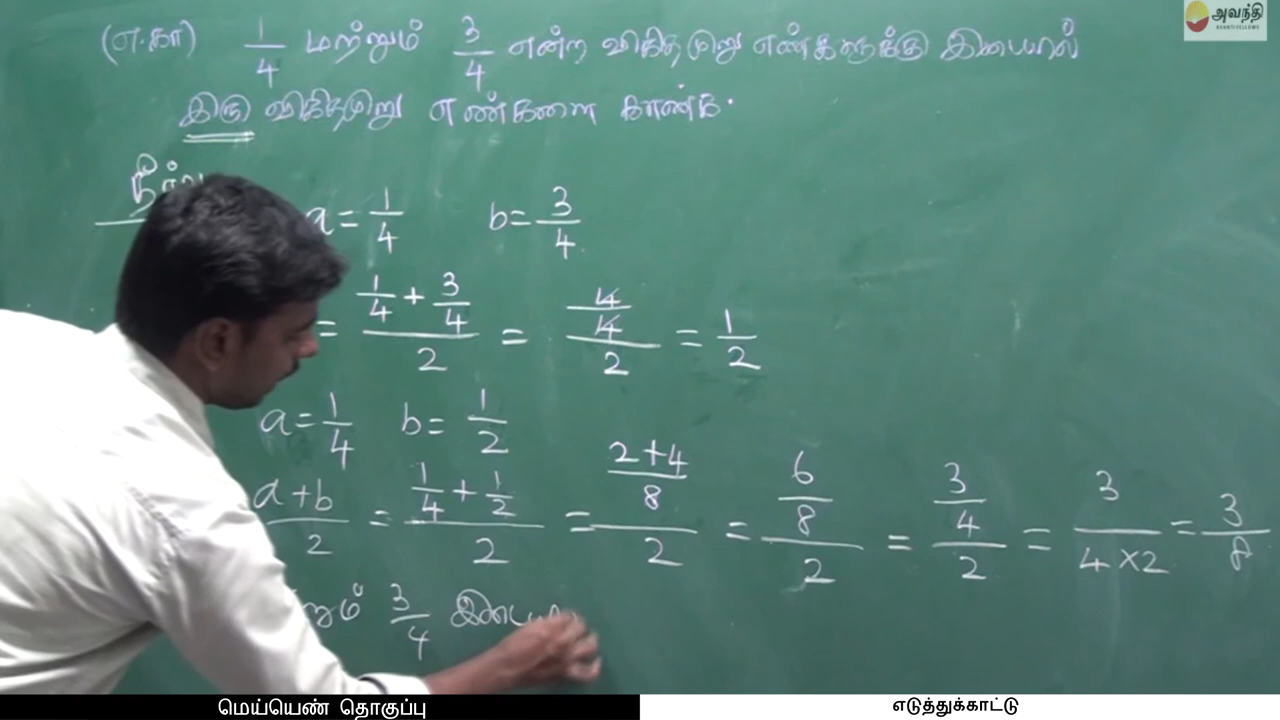 அவந்தி
AVANTI FELLOWS
(எ.கா) 1/4 மற்றும் 3/4 என்ற விகிதமுறு எண்களுக்கு இடையில்
இரு விகிதமுறு எண்களை காண்க.
a = 1/4 b = 3/4
= (1/4 + 3/4)/2 = (4/4)/2 = 1/2
a = 1/4 b = 1/2
(a+b)/2 = (1/4 + 1/2)/2 = ((2+4)/8)/2 = (6/8)/2 = (3/4)/2 = 3/(4×2) = 3/8
3/4
மெய்யெண் தொகுப்பு
எடுத்துக்காட்டு